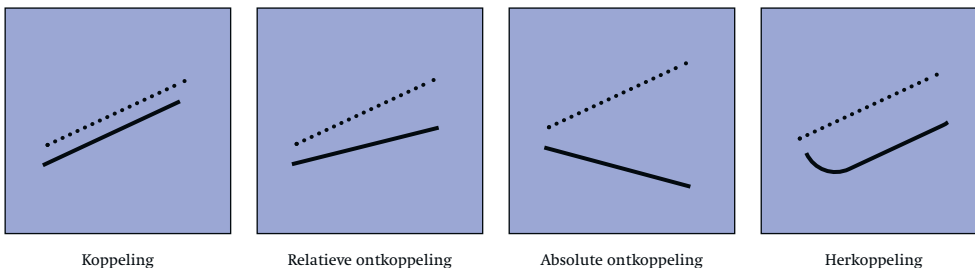 Koppeling
Relatieve ontkoppeling
Absolute ontkoppeling
Herkoppeling